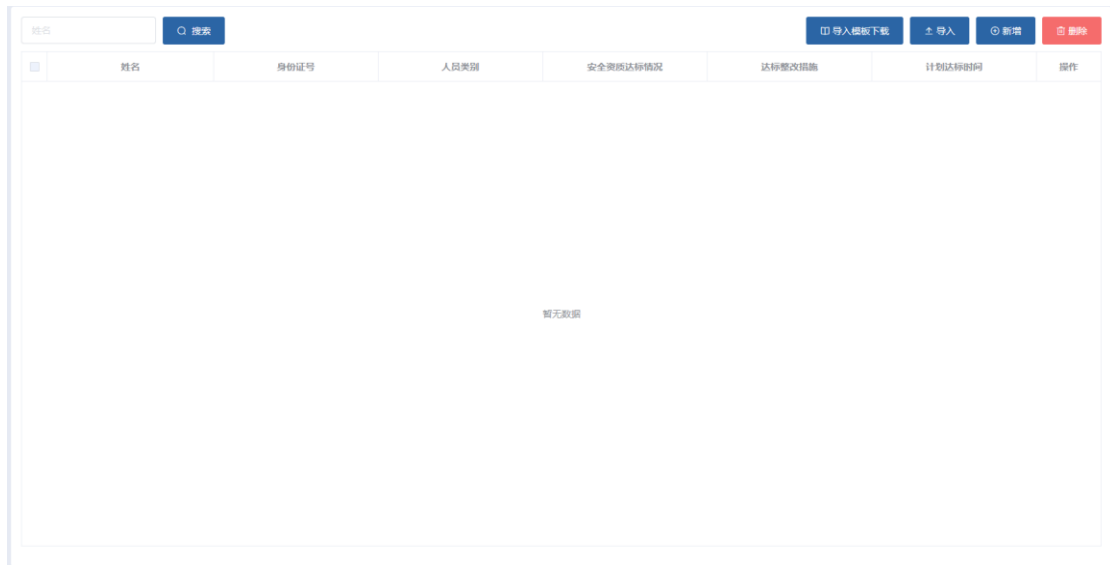 姓名 搜索 导入模板下载 导入 新增 删除
姓名 身份证号 人员类别 安全资质达标情况 达标整改措施 计划达标时间 操作
暂无数据